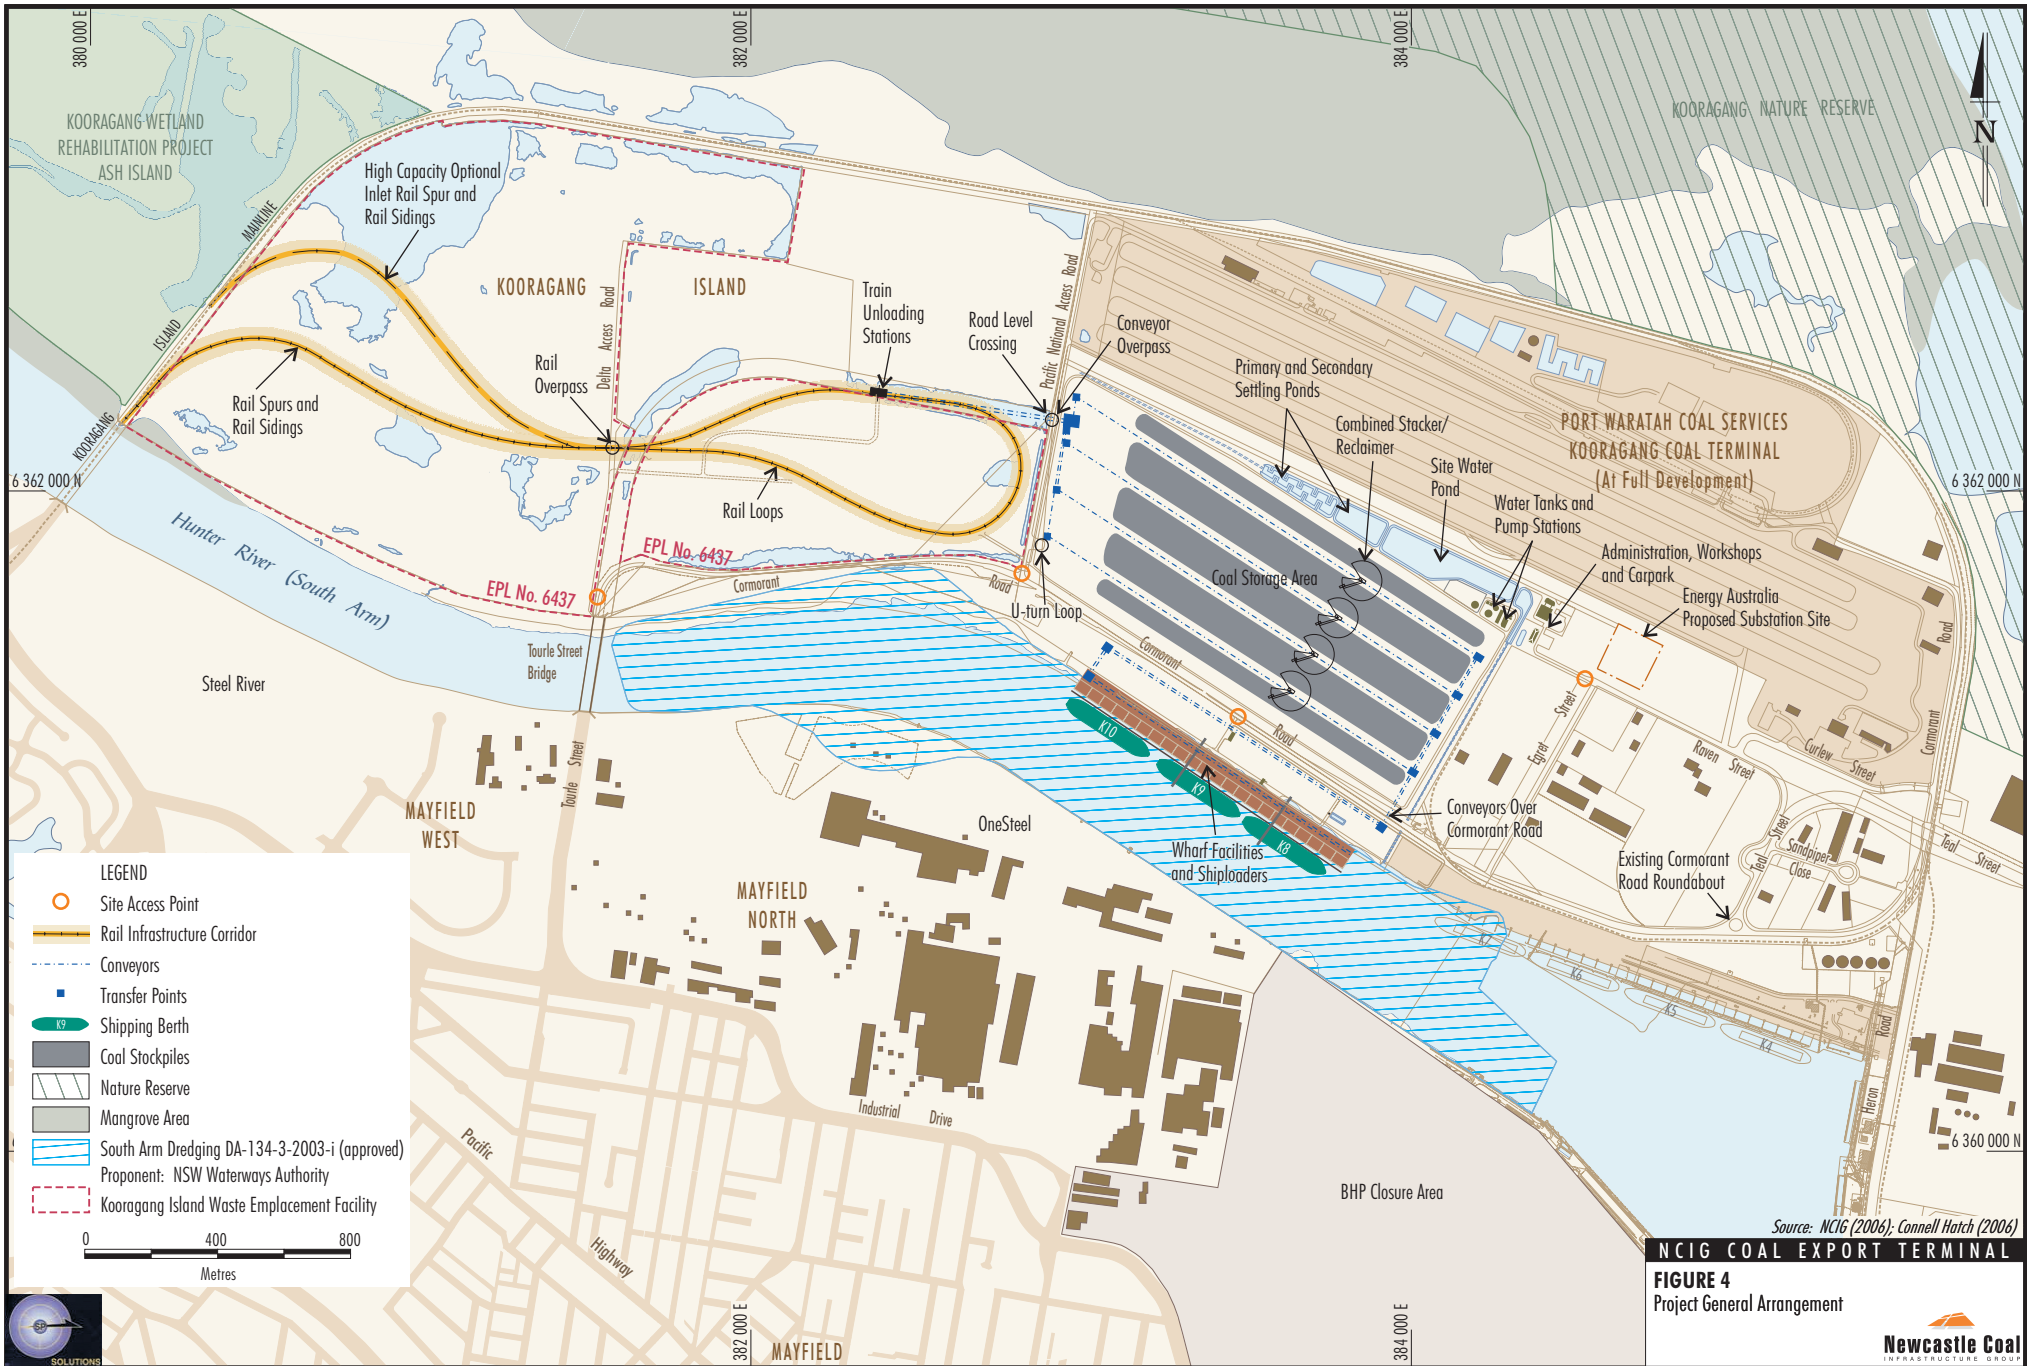 380 000 E
382 000 E
384 000 E
KOORAGANG WETLAND
REHABILITATION PROJECT
ASH ISLAND
KOORAGANG NATURE RESERVE
N
High Capacity Optional
Inlet Rail Spur and
Rail Sidings
MAINLINE
ISLAND
KOORAGANG
KOORAGANG ISLAND
Delta Access Road
Train
Unloading
Stations
Road Level
Crossing
Pacific National Access Road
Conveyor
Overpass
Rail
Overpass
Rail Spurs and
Rail Sidings
Primary and Secondary
Settling Ponds
Combined Stacker/
Reclaimer
Site Water
Pond
PORT WARATAH COAL SERVICES
KOORAGANG COAL TERMINAL
(At Full Development)
Water Tanks and
Pump Stations
6 362 000 N
6 362 000 N
Rail Loops
Hunter River (South Arm)
EPL No. 6437
EPL No. 6437
Cormorant Road
U-turn Loop
Coal Storage Area
Administration, Workshops
and Carpark
Energy Australia
Proposed Substation Site
Road
Cormorant
Tourle Street
Bridge
Steel River
Cormorant
Road
K10
K9
K8
Egret Street
Raven Street
Curlew Street
Tourle Street
MAYFIELD
WEST
OneSteel
Conveyors Over
Cormorant Road
Wharf Facilities
and Shiploaders
Existing Cormorant
Road Roundabout
Teal Street
Sandpiper
Close
Teal Street
MAYFIELD
NORTH
K7
K6
K5
K4
Road
Heron
LEGEND
Site Access Point
Rail Infrastructure Corridor
Conveyors
Transfer Points
K9 Shipping Berth
Coal Stockpiles
Nature Reserve
Mangrove Area
South Arm Dredging DA-134-3-2003-i (approved)
Proponent: NSW Waterways Authority
Kooragang Island Waste Emplacement Facility
0 400 800
Metres
Industrial Drive
Pacific
Highway
6 360 000 N
BHP Closure Area
382 000 E
384 000 E
MAYFIELD
SP
SOLUTIONS
Source: NCIG (2006); Connell Hatch (2006)
NCIG COAL EXPORT TERMINAL
FIGURE 4
Project General Arrangement
Newcastle Coal
INFRASTRUCTURE GROUP